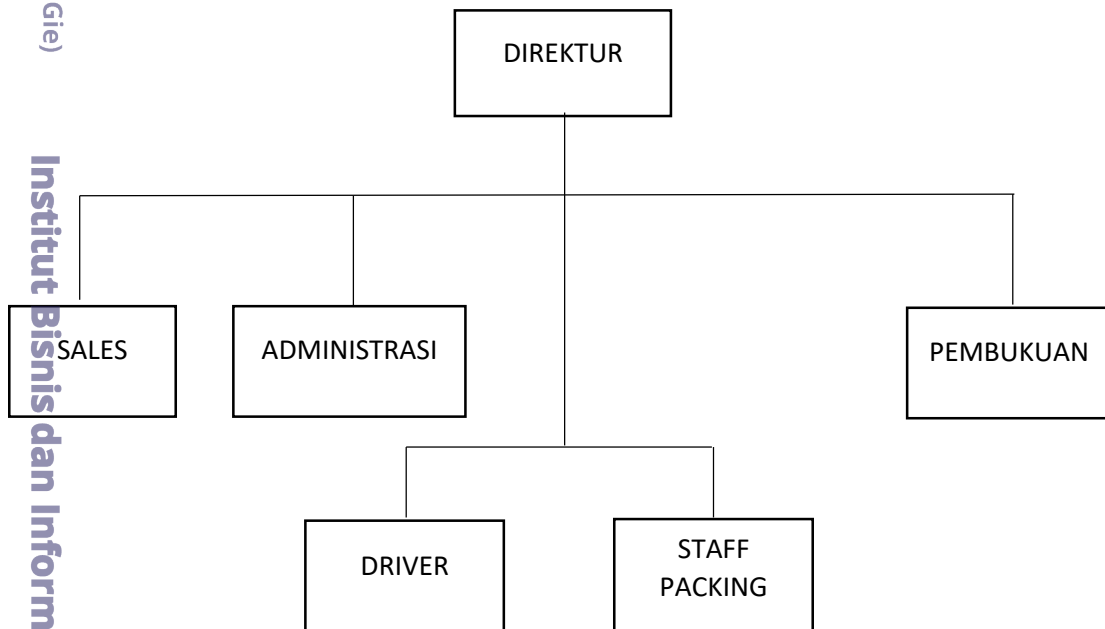 DIREKTUR
SALES
ADMINISTRASI
PEMBUKUAN
DRIVER
STAFF
PACKING
Gie)
Institut Bisnis dan Inform